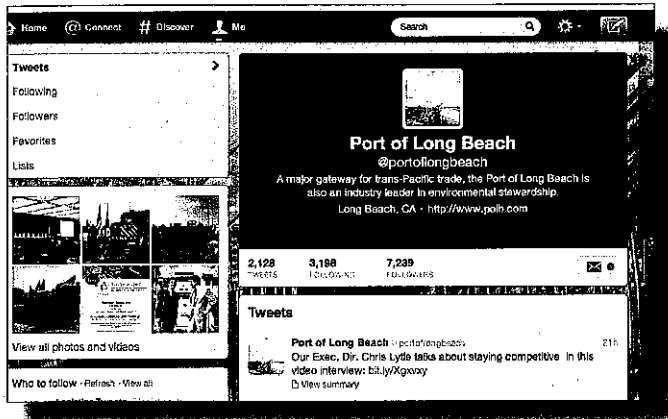 Home @ Connect # Discover Me Search
Tweets
Following
Followers
Favorites
Lists
View all photos and videos
Who to follow · Refresh · View all
Port of Long Beach
@portoflongbeach
A major gateway for trans-Pacific trade, the Port of Long Beach is
also an industry leader in environmental stewardship.
Long Beach, CA · http://www.polb.com
2,128 3,198 7,239
TWEETS FOLLOWING FOLLOWERS
Tweets
Port of Long Beach @portoflongbeach 21h
Our Exec. Dir. Chris Lytle talks about staying competitive in this
video interview: bit.ly/Xgxvxy
View summary